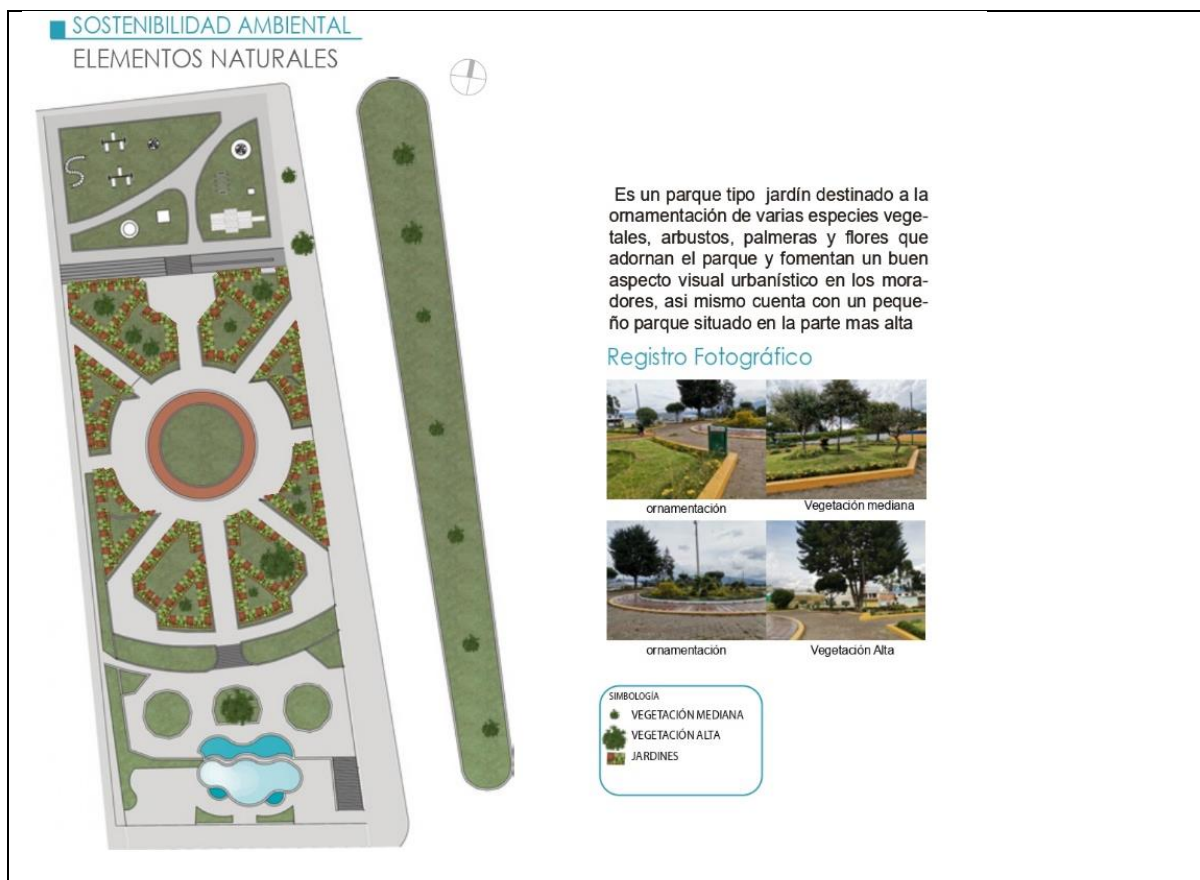 SOSTENIBILIDAD AMBIENTAL
ELEMENTOS NATURALES
Es un parque tipo jardín destinado a la
ornamentación de varias especies vege-
tales, arbustos, palmeras y flores que
adornan el parque y fomentan un buen
aspecto visual urbanístico en los mora-
dores, asi mismo cuenta con un peque-
ño parque situado en la parte mas alta
Registro Fotográfico
ornamentación
Vegetación mediana
ornamentación
Vegetación Alta
SIMBOLOGÍA
VEGETACIÓN MEDIANA
VEGETACIÓN ALTA
JARDINES